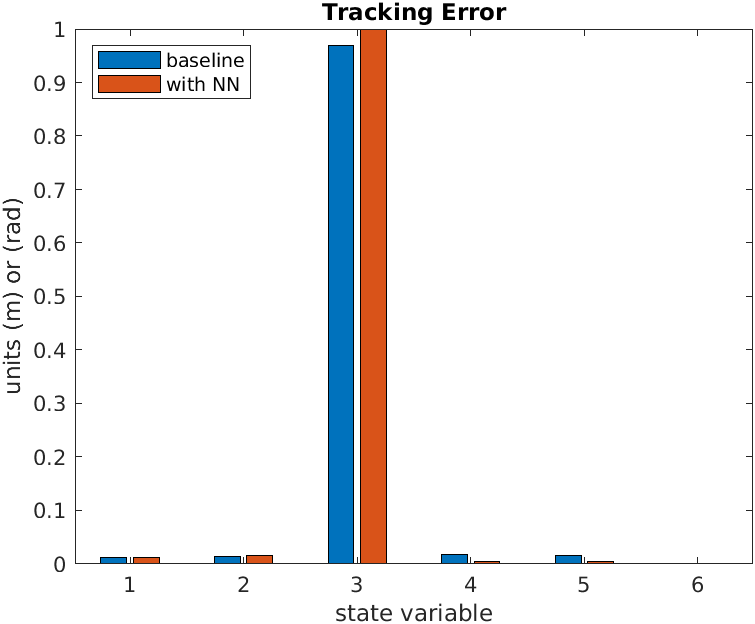 Tracking Error
baseline
with NN
units (m) or (rad)
1
0.9
0.8
0.7
0.6
0.5
0.4
0.3
0.2
0.1
0
1 2 3 4 5 6
state variable